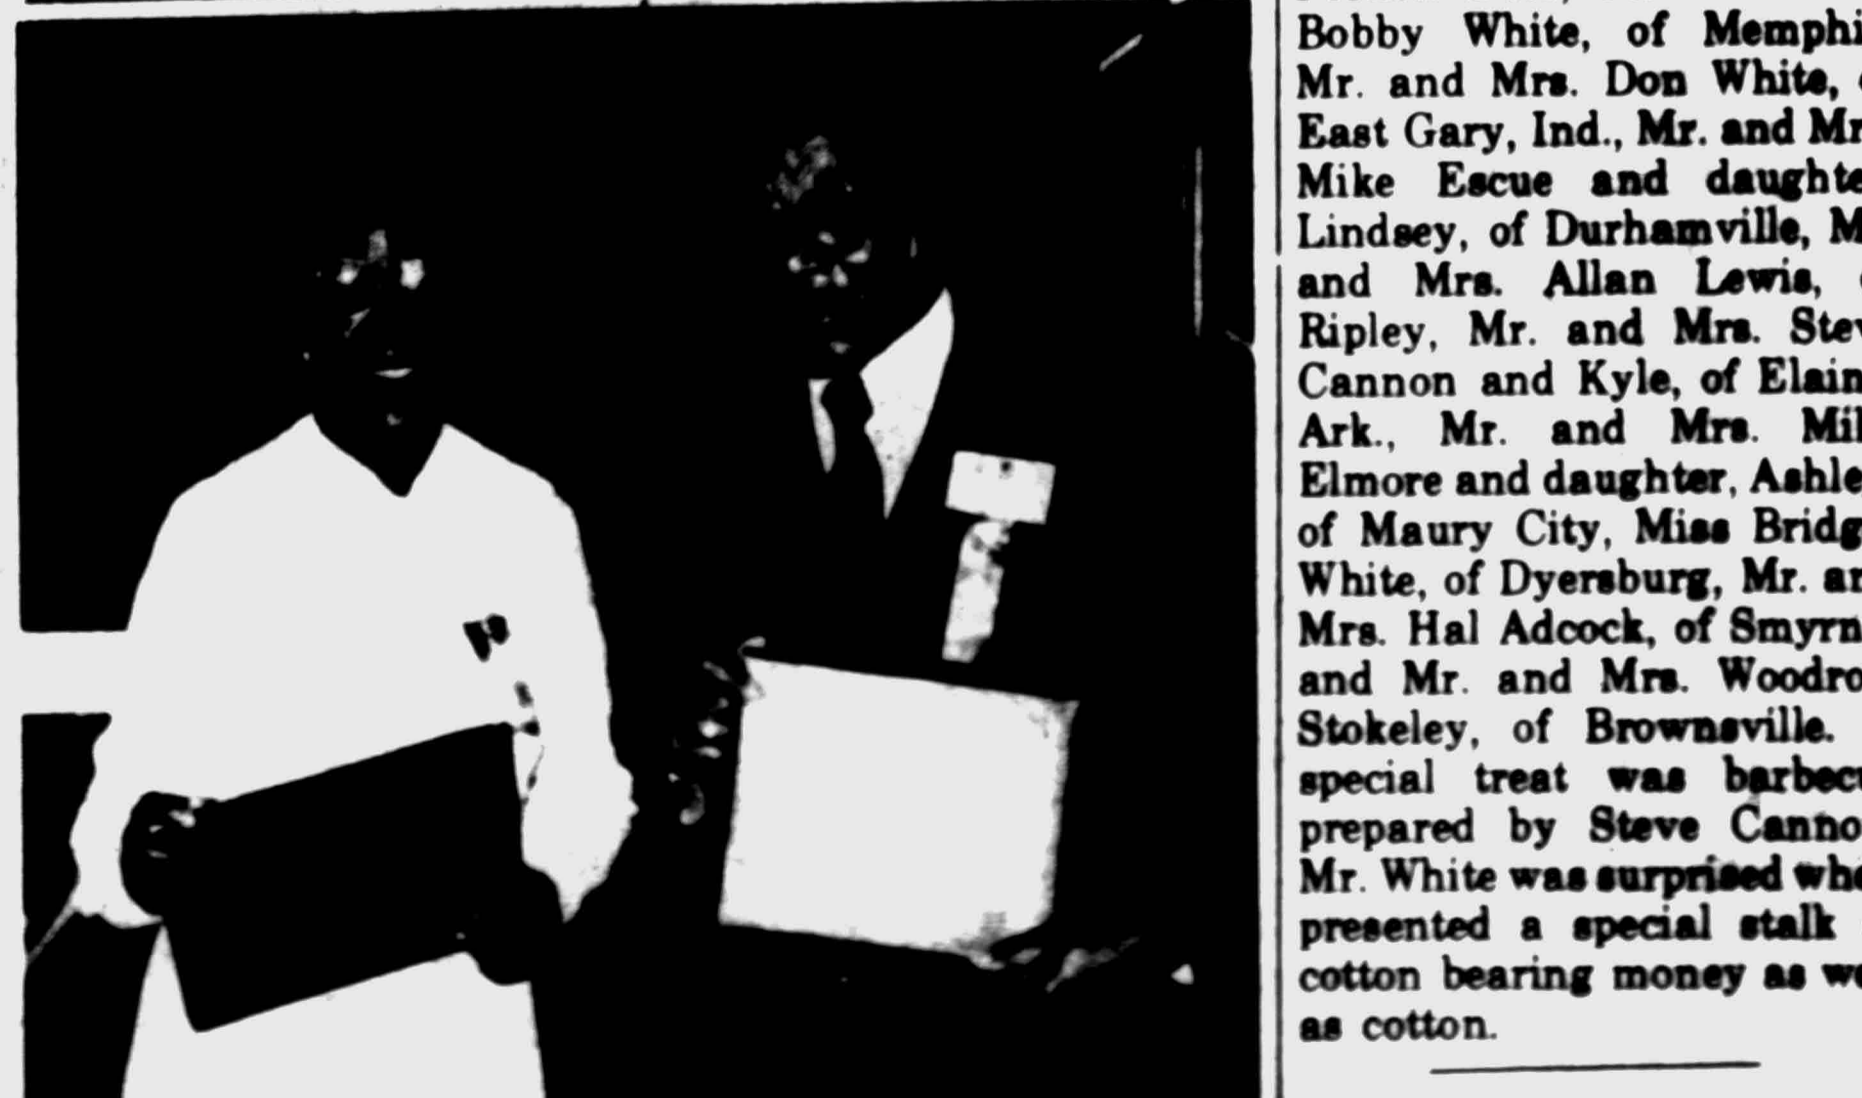 Bobby White, of Memphi
Mr. and Mrs. Don White,
East Gary, Ind., Mr. and Mr
Mike Escue and daughte
Lindsey, of Durhamville, M
and Mrs. Allan Lewis,
Ripley, Mr. and Mrs. Stev
Cannon and Kyle, of Elain
Ark., Mr. and Mrs. Mil
Elmore and daughter, Ashle
of Maury City, Miss Bridg
White, of Dyersburg, Mr. an
Mrs. Hal Adcock, of Smyrn
and Mr. and Mrs. Woodro
Stokeley, of Brownsville.
special treat was barbecu
prepared by Steve Canno
Mr. White was surprised whe
presented a special stalk
cotton bearing money as we
as cotton.